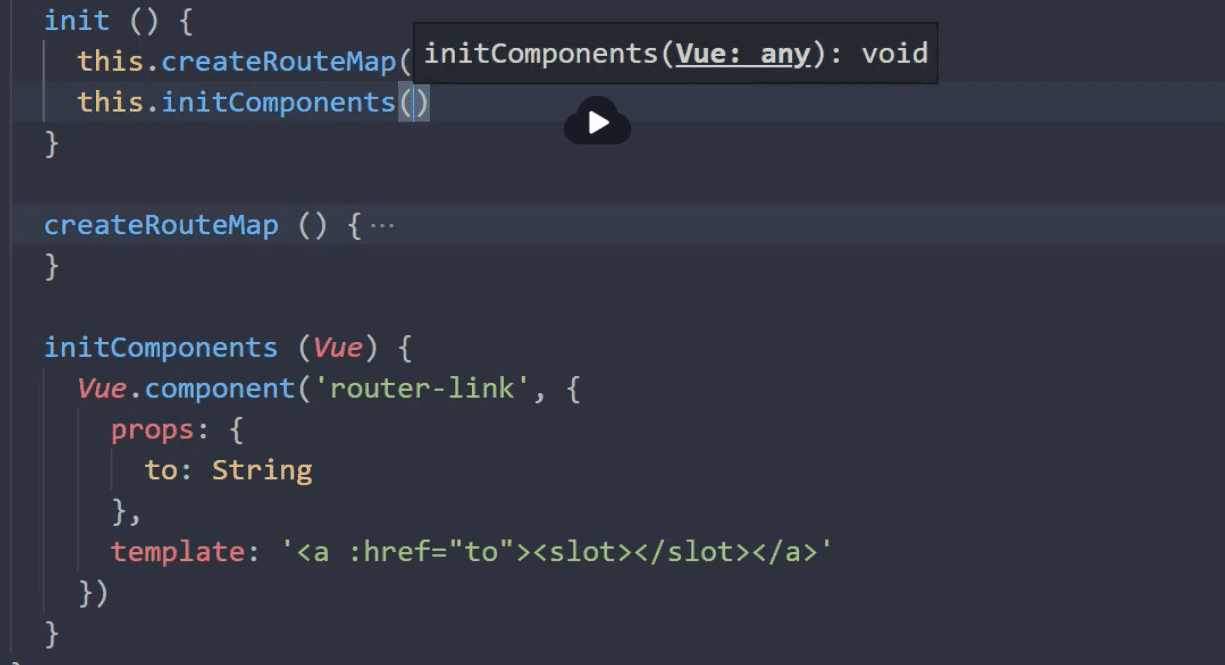 init () {
this.createRouteMap(
initComponents(Vue: any): void
this.initComponents()
}
createRouteMap () {···
}
initComponents (Vue) {
Vue.component('router-link', {
props: {
to: String
},
template: '<a :href="to"><slot></slot></a>'
})
}